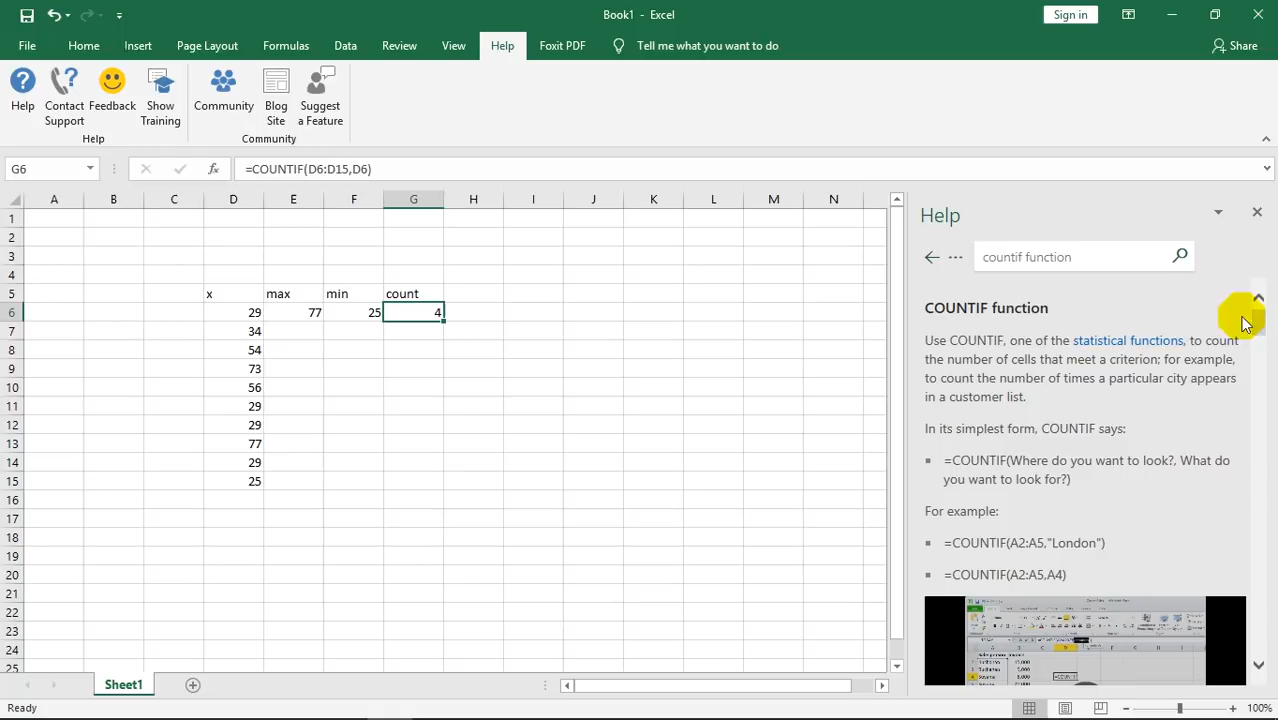 Book1 - Excel
Sign in
File Home Insert Page Layout Formulas Data Review View Help Foxit PDF Tell me what you want to do Share
Help Contact Support Feedback Show Training Community Blog Site Suggest a Feature
Help Community
G6 fx =COUNTIF(D6:D15,D6)
A B C D E F G H I J K L M N
1
2
3
4
5 x max min count
6 29 77 25 4
7 34
8 54
9 73
10 56
11 29
12 29
13 77
14 29
15 25
16
17
18
19
20
21
22
23
24
25
Sheet1
Ready
100%
Help
countif function
COUNTIF function
Use COUNTIF, one of the statistical functions, to count
the number of cells that meet a criterion; for example,
to count the number of times a particular city appears
in a customer list.
In its simplest form, COUNTIF says:
=COUNTIF(Where do you want to look?, What do
you want to look for?)
For example:
=COUNTIF(A2:A5,"London")
=COUNTIF(A2:A5,A4)